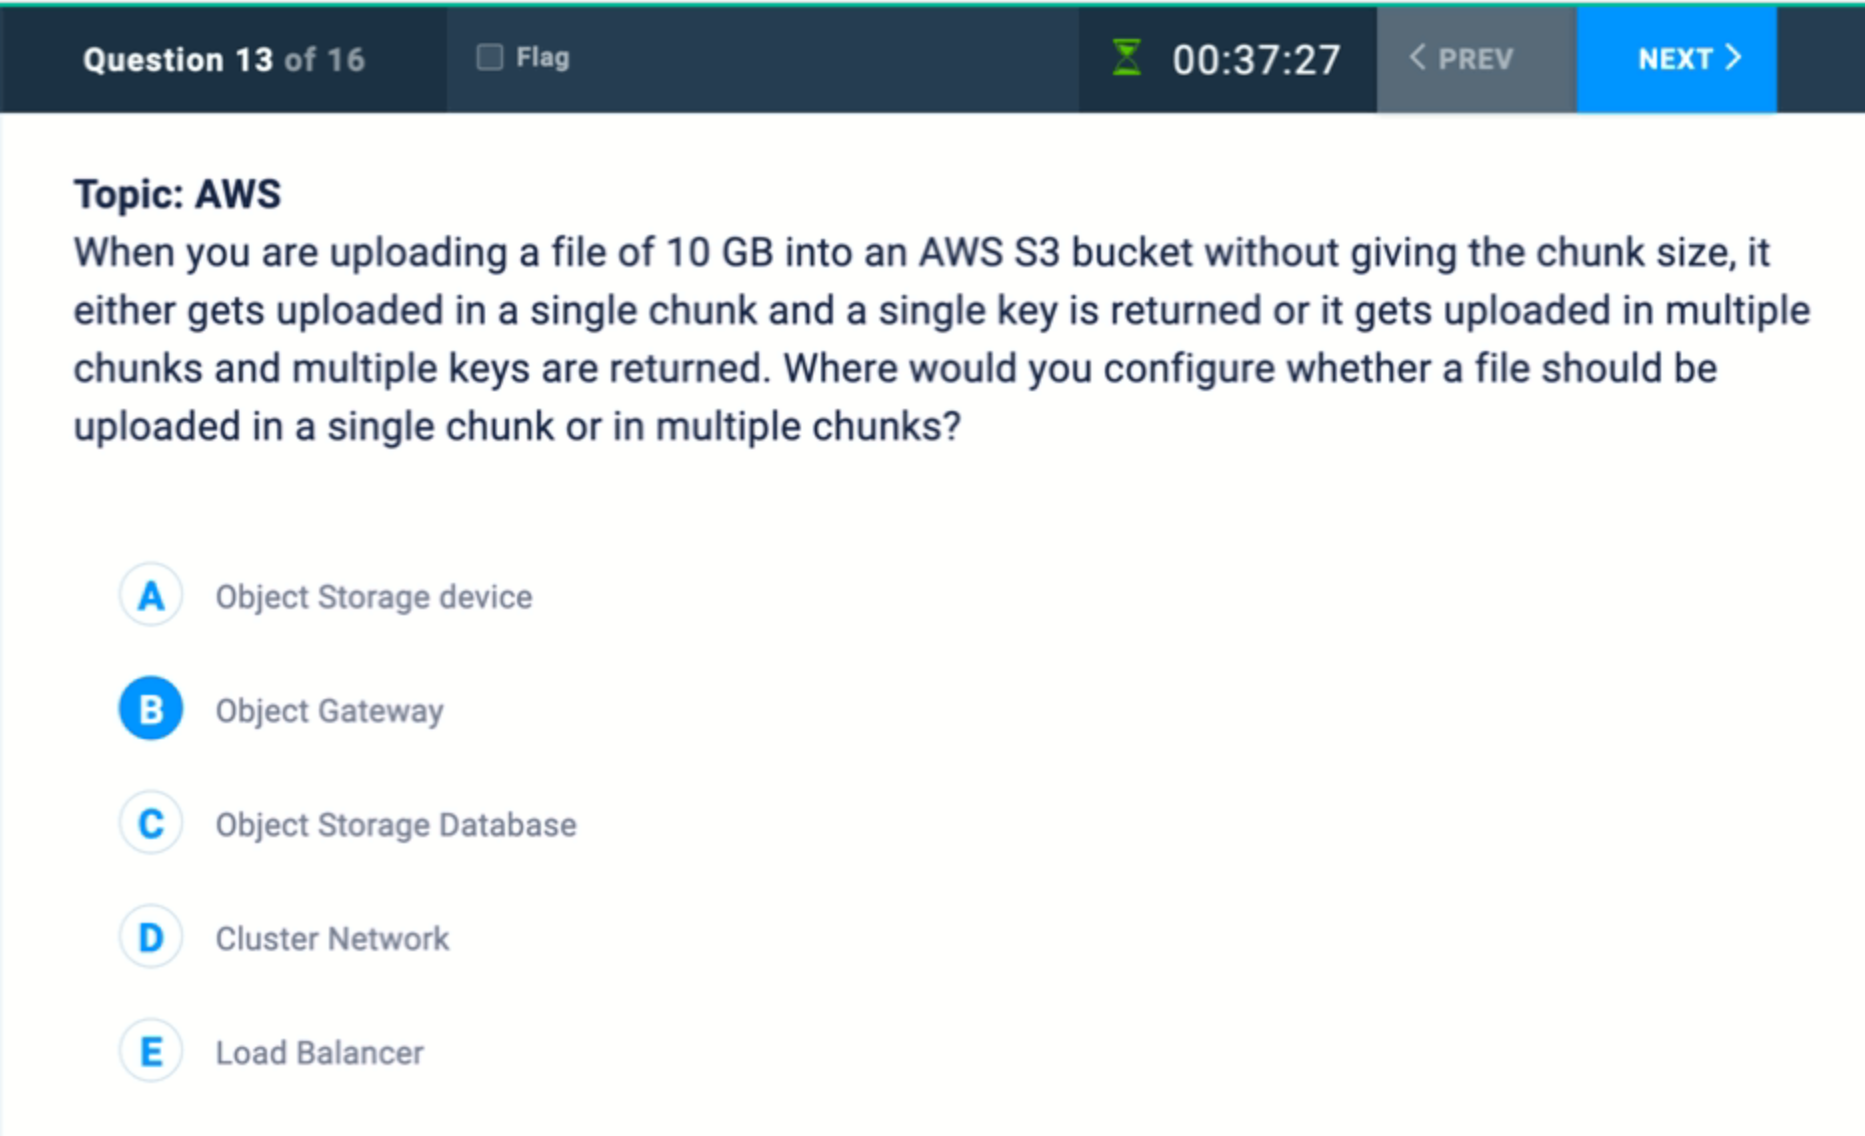 Question 13 of 16
Flag
00:37:27
PREV
NEXT
Topic: AWS
When you are uploading a file of 10 GB into an AWS S3 bucket without giving the chunk size, it
either gets uploaded in a single chunk and a single key is returned or it gets uploaded in multiple
chunks and multiple keys are returned. Where would you configure whether a file should be
uploaded in a single chunk or in multiple chunks?
A Object Storage device
B Object Gateway
C Object Storage Database
D Cluster Network
E Load Balancer